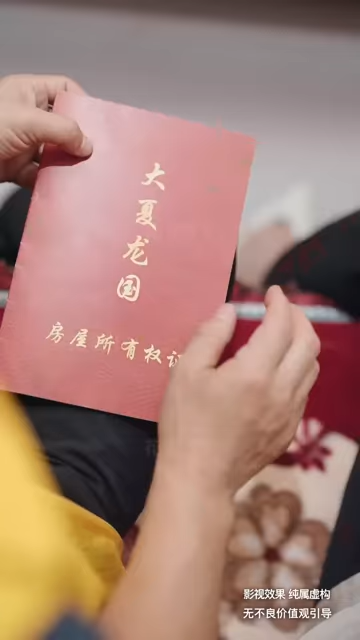 大夏龙国
房屋所有权证
影视效果 纯属虚构
无不良价值观引导